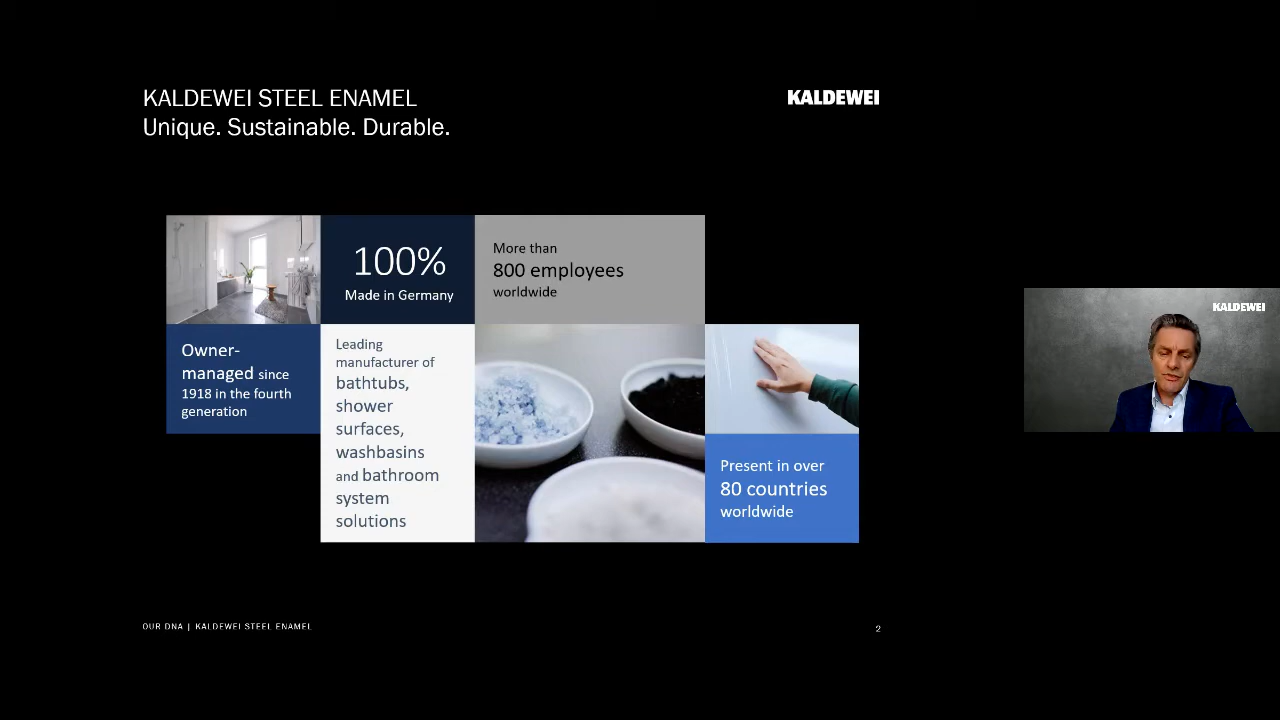 KALDEWEI STEEL ENAMEL
Unique. Sustainable. Durable.
KALDEWEI
100%
Made in Germany
More than
800 employees
worldwide
Owner-
managed since
1918 in the fourth
generation
Leading
manufacturer of
bathtubs,
shower
surfaces,
washbasins
and bathroom
system
solutions
Present in over
80 countries
worldwide
KALDEWEI
OUR DNA | KALDEWEI STEEL ENAMEL
2